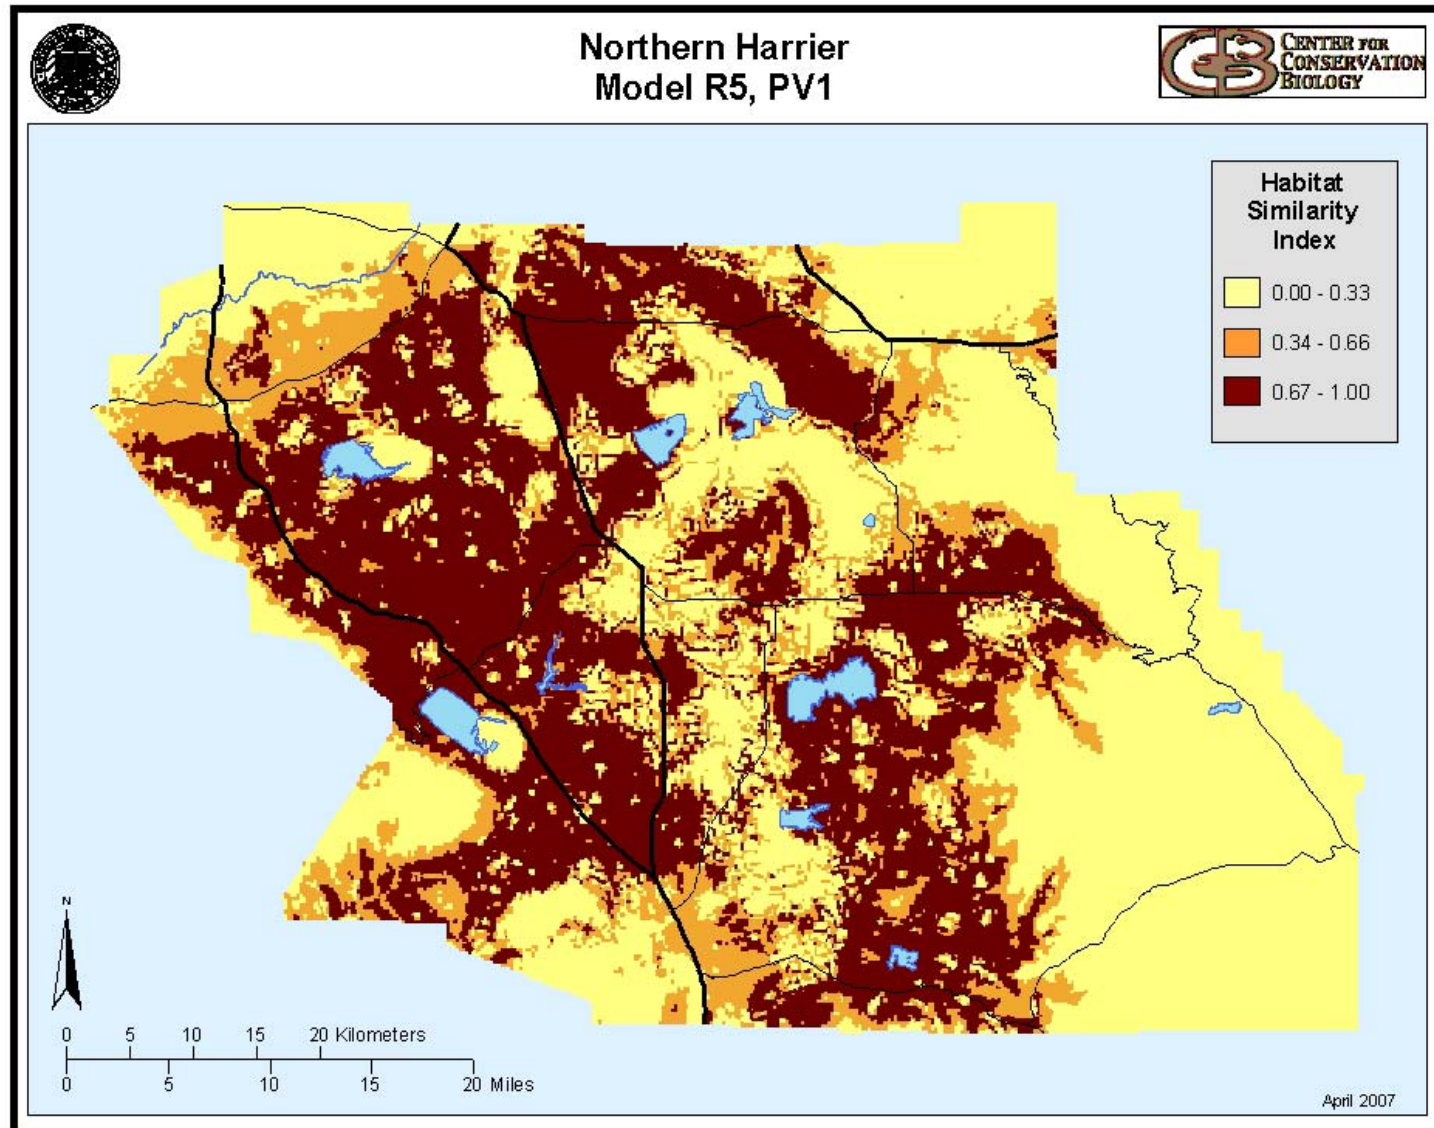 Northern Harrier
Model R5, PV1
CENTER FOR
CONSERVATION
BIOLOGY
Habitat
Similarity
Index
0.00 - 0.33
0.34 - 0.66
0.67 - 1.00
N
0 5 10 15 20 Kilometers
0 5 10 15 20 Miles
April 2007